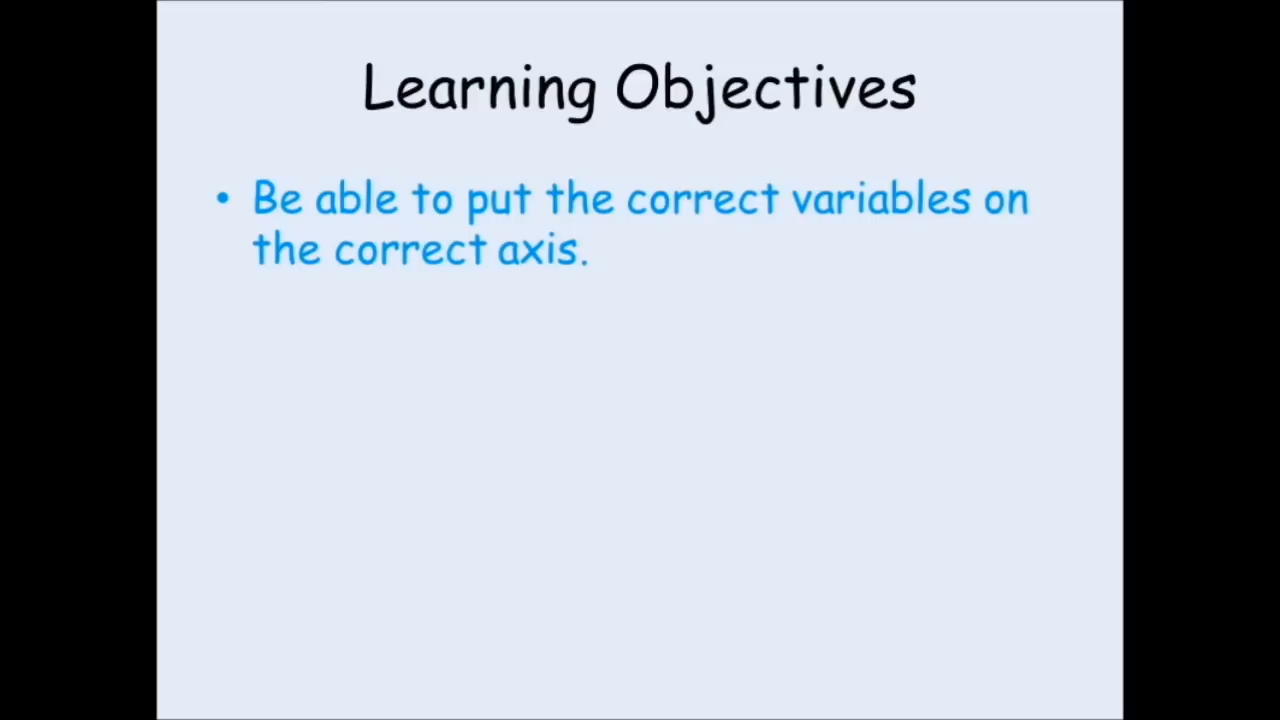 Learning Objectives
• Be able to put the correct variables on
the correct axis.